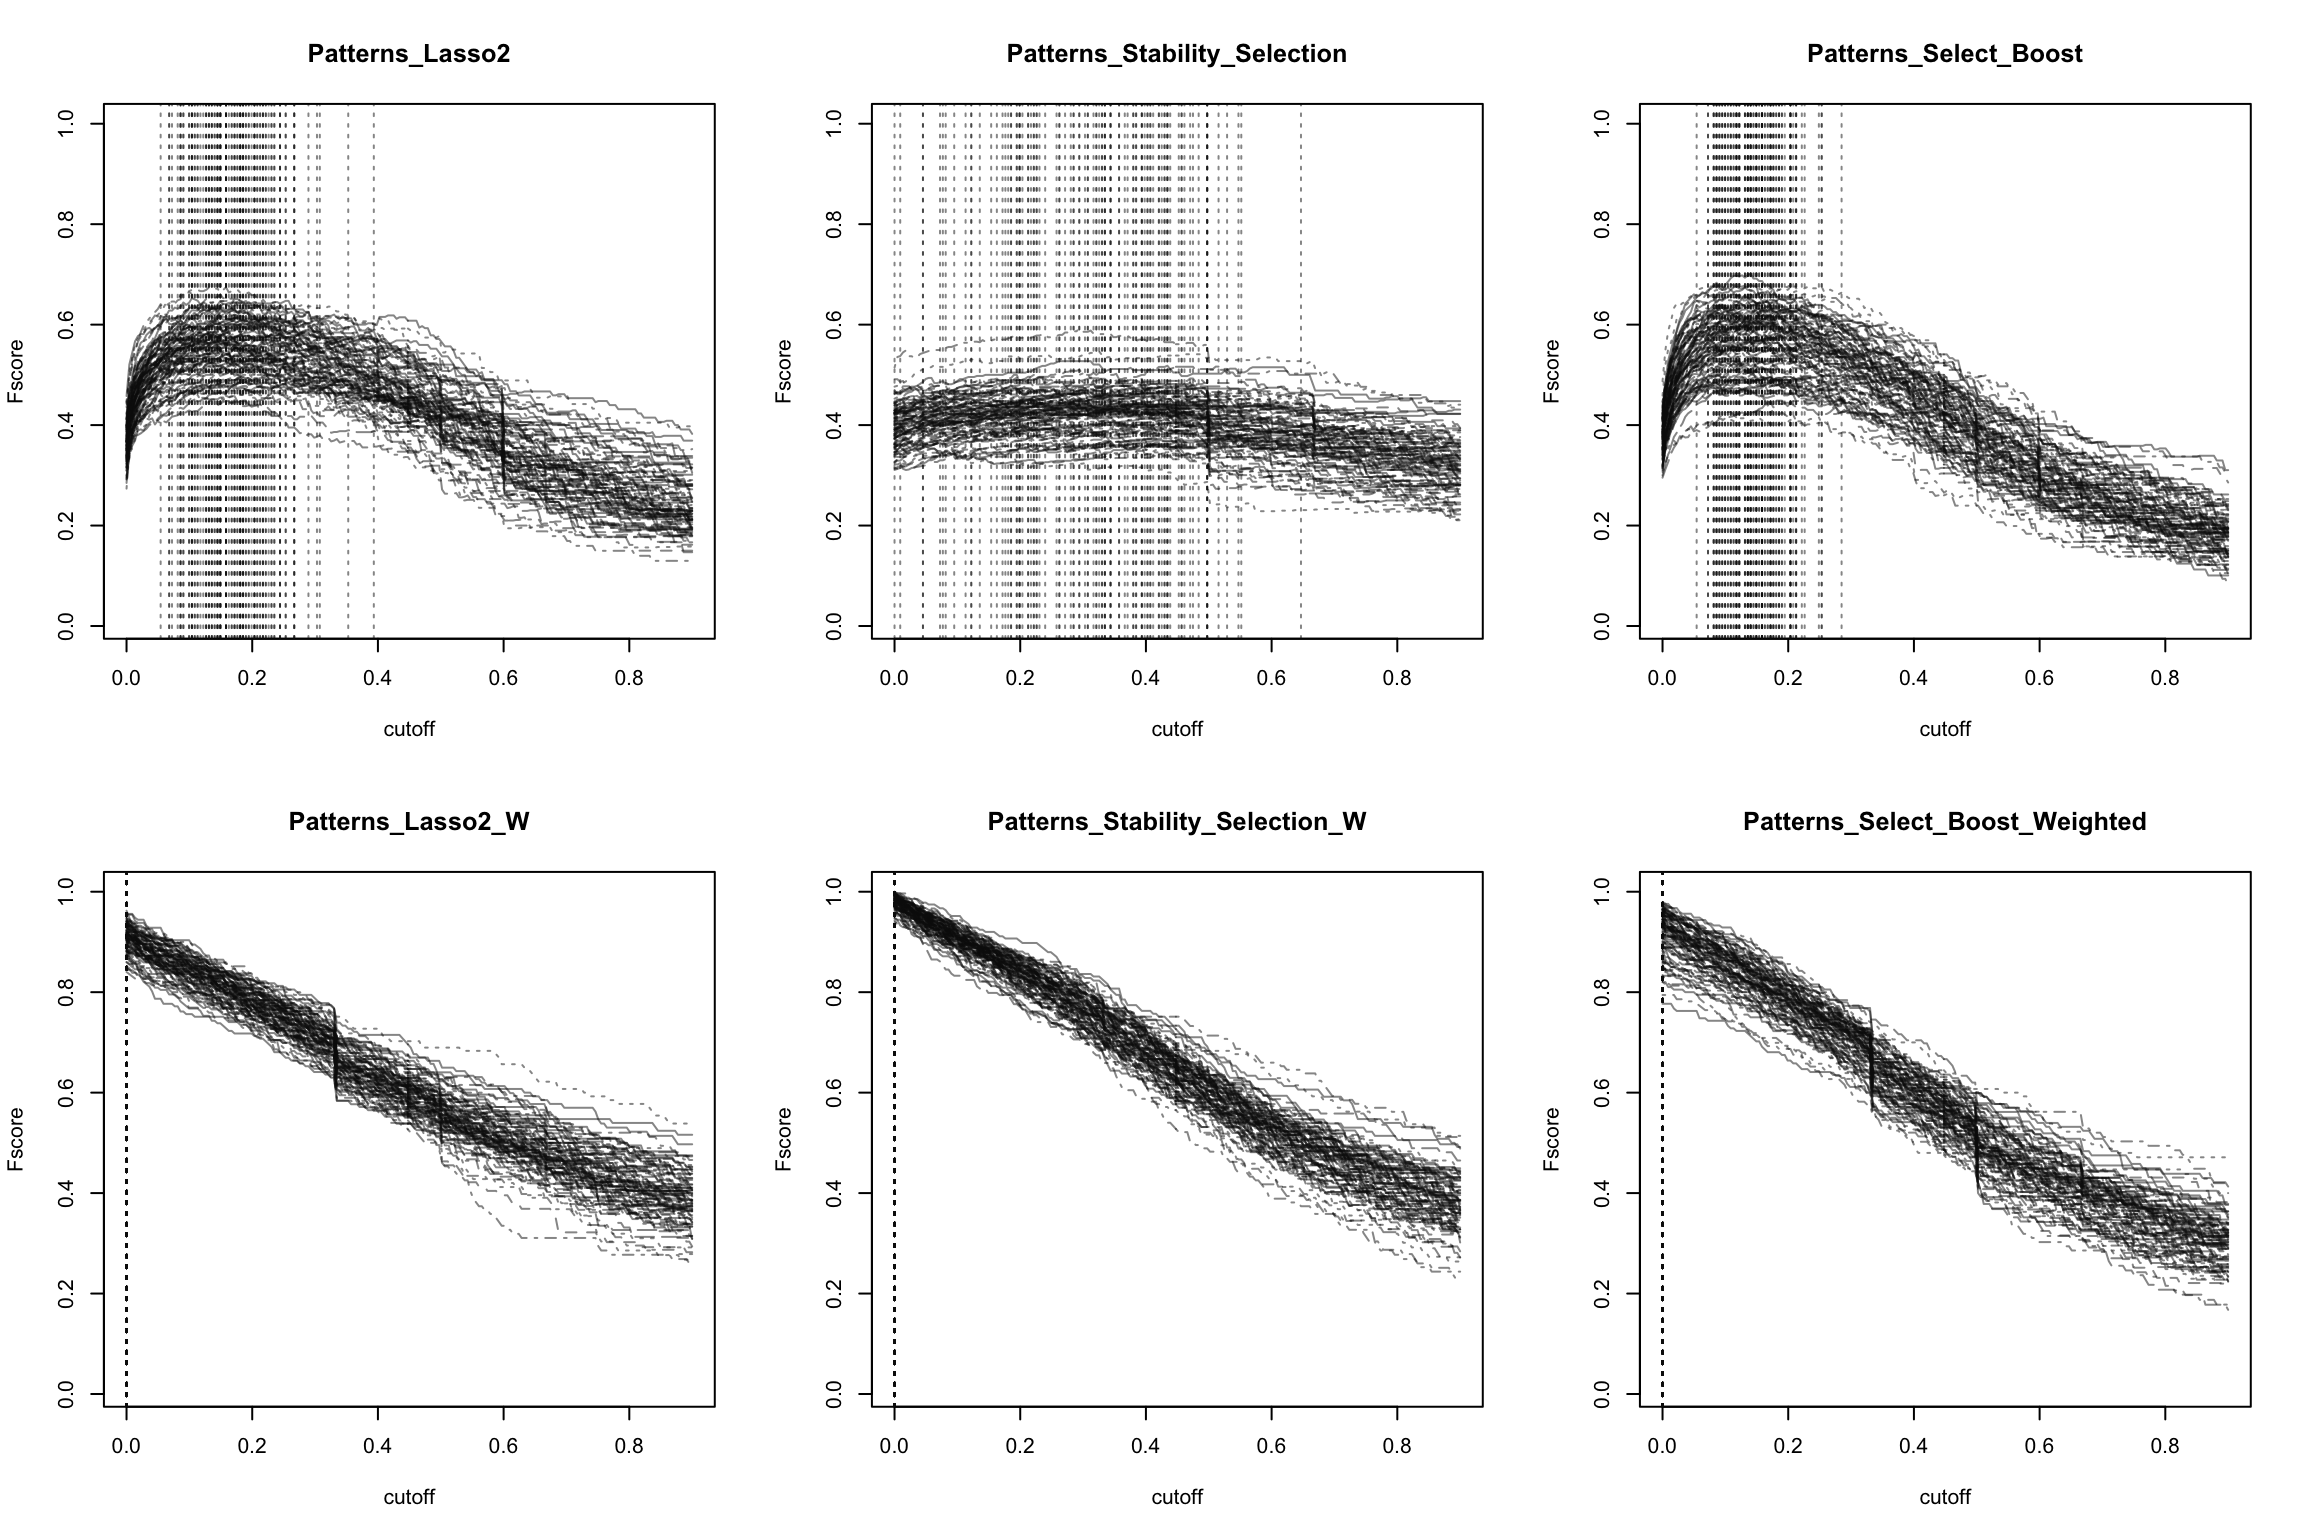 Patterns_Lasso2
Fscore
1.0
0.8
0.6
0.4
0.2
0.0
0.0 0.2 0.4 0.6 0.8
cutoff
Patterns_Stability_Selection
Fscore
1.0
0.8
0.6
0.4
0.2
0.0
0.0 0.2 0.4 0.6 0.8
cutoff
Patterns_Select_Boost
Fscore
1.0
0.8
0.6
0.4
0.2
0.0
0.0 0.2 0.4 0.6 0.8
cutoff
Patterns_Lasso2_W
Fscore
1.0
0.8
0.6
0.4
0.2
0.0
0.0 0.2 0.4 0.6 0.8
cutoff
Patterns_Stability_Selection_W
Fscore
1.0
0.8
0.6
0.4
0.2
0.0
0.0 0.2 0.4 0.6 0.8
cutoff
Patterns_Select_Boost_Weighted
Fscore
1.0
0.8
0.6
0.4
0.2
0.0
0.0 0.2 0.4 0.6 0.8
cutoff